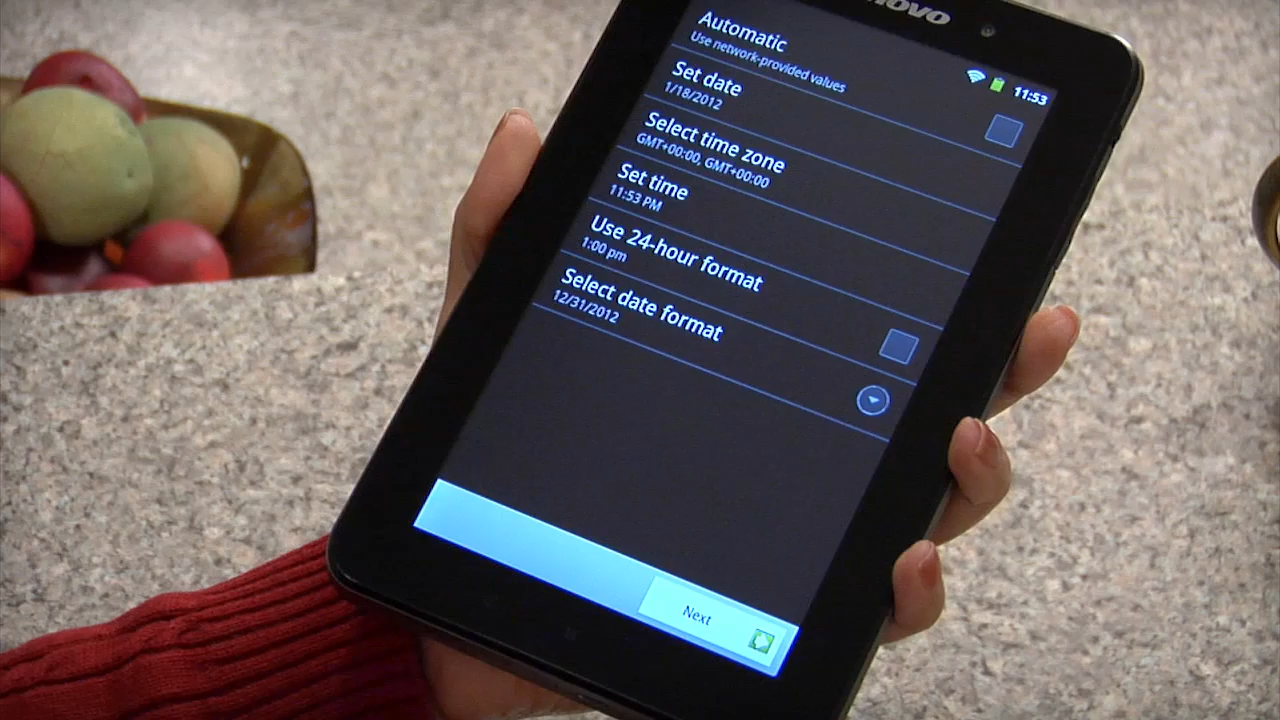 novo
11:53
Automatic
Use network-provided values
Set date
1/18/2012
Select time zone
GMT+00:00, GMT+00:00
Set time
11:53 PM
Use 24-hour format
1:00 pm
Select date format
12/31/2012
Next